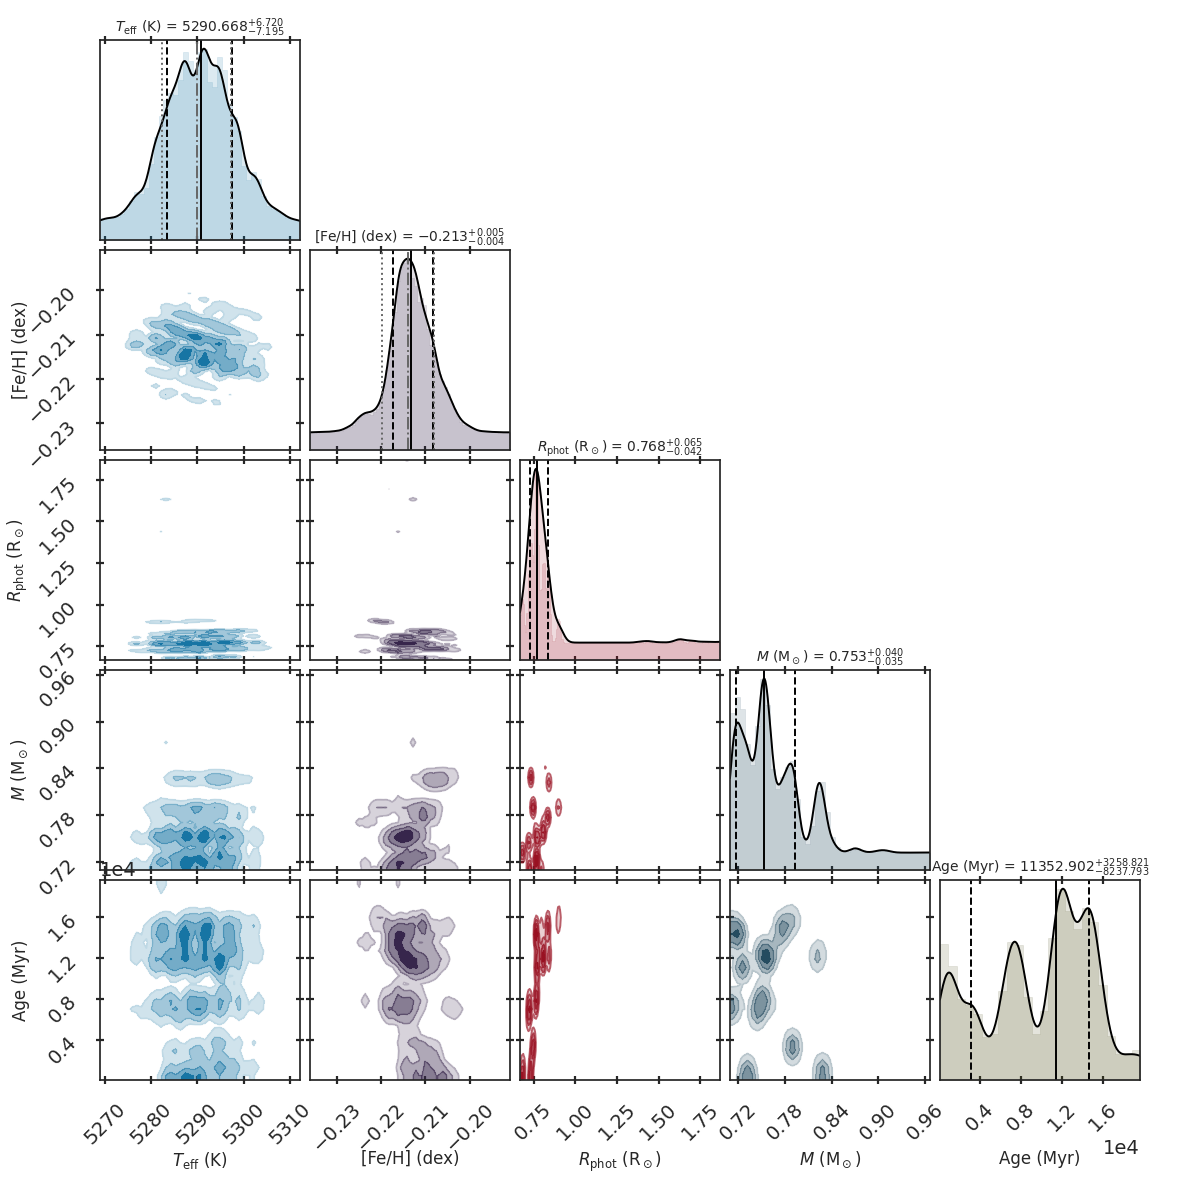 T_eff (K) = 5290.668 +6.720 −7.195
[Fe/H] (dex) = −0.213 +0.005 −0.004
[Fe/H] (dex)
−0.20
−0.21
−0.22
−0.23
R_phot (R⊙) = 0.768 +0.065 −0.042
R_phot (R⊙)
1.75
1.50
1.25
1.00
0.75
M (M⊙) = 0.753 +0.040 −0.035
M (M⊙)
0.96
0.90
0.84
0.78
0.72
1e4
Age (Myr) = 11352.902 +3258.821 −8237.793
Age (Myr)
1.6
1.2
0.8
0.4
5270 5280 5290 5300 5310
−0.23 −0.22 −0.21 −0.20
0.75 1.00 1.25 1.50 1.75
0.72 0.78 0.84 0.90 0.96
0.4 0.8 1.2 1.6
1e4
T_eff (K)
[Fe/H] (dex)
R_phot (R⊙)
M (M⊙)
Age (Myr)